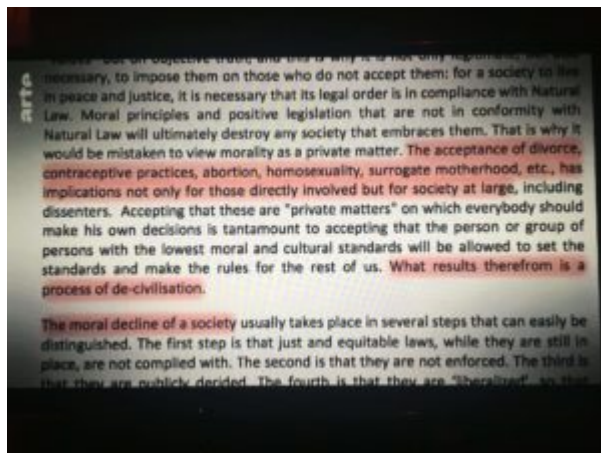 arte
necessary, to impose them on those who do not accept them: for a society to live
in peace and justice, it is necessary that its legal order is in compliance with Natural
Law. Moral principles and positive legislation that are not in conformity with
Natural Law will ultimately destroy any society that embraces them. That is why it
would be mistaken to view morality as a private matter. The acceptance of divorce,
contraceptive practices, abortion, homosexuality, surrogate motherhood, etc., has
implications not only for those directly involved but for society at large, including
dissenters. Accepting that these are "private matters" on which everybody should
make his own decisions is tantamount to accepting that the person or group of
persons with the lowest moral and cultural standards will be allowed to set the
standards and make the rules for the rest of us. What results therefrom is a
process of de-civilisation.
The moral decline of a society usually takes place in several steps that can easily be
distinguished. The first step is that just and equitable laws, while they are still in
place, are not complied with. The second is that they are not enforced. The third is
that they are publicly derided. The fourth is that they are "liberalized", so that